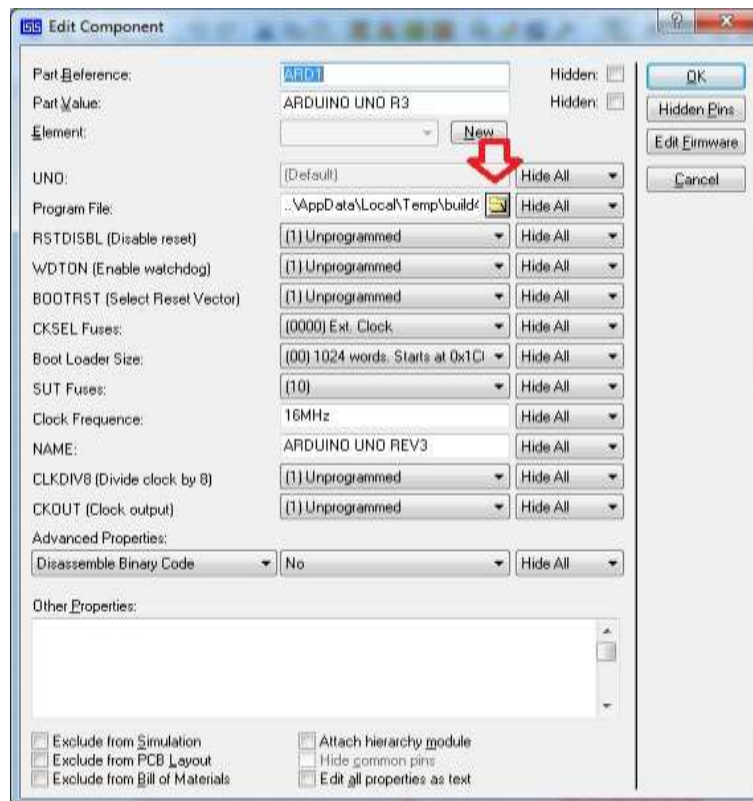 ISIS Edit Component
Part Reference: ARD1 Hidden:
Part Value: ARDUINO UNO R3 Hidden:
Element: New
UNO: (Default) Hide All
Program File: ..\AppData\Local\Temp\build4 Hide All
RSTDISBL (Disable reset) (1) Unprogrammed Hide All
WDTON (Enable watchdog) (1) Unprogrammed Hide All
BOOTRST (Select Reset Vector) (1) Unprogrammed Hide All
CKSEL Fuses: (0000) Ext. Clock Hide All
Boot Loader Size: (00) 1024 words. Starts at 0x1C Hide All
SUT Fuses: (10) Hide All
Clock Frequence: 16MHz Hide All
NAME: ARDUINO UNO REV3 Hide All
CLKDIV8 (Divide clock by 8) (1) Unprogrammed Hide All
CKOUT (Clock output) (1) Unprogrammed Hide All
Advanced Properties:
Disassemble Binary Code No Hide All
Other Properties:
Exclude from Simulation Attach hierarchy module
Exclude from PCB Layout Hide common pins
Exclude from Bill of Materials Edit all properties as text
OK
Hidden Pins
Edit Firmware
Cancel